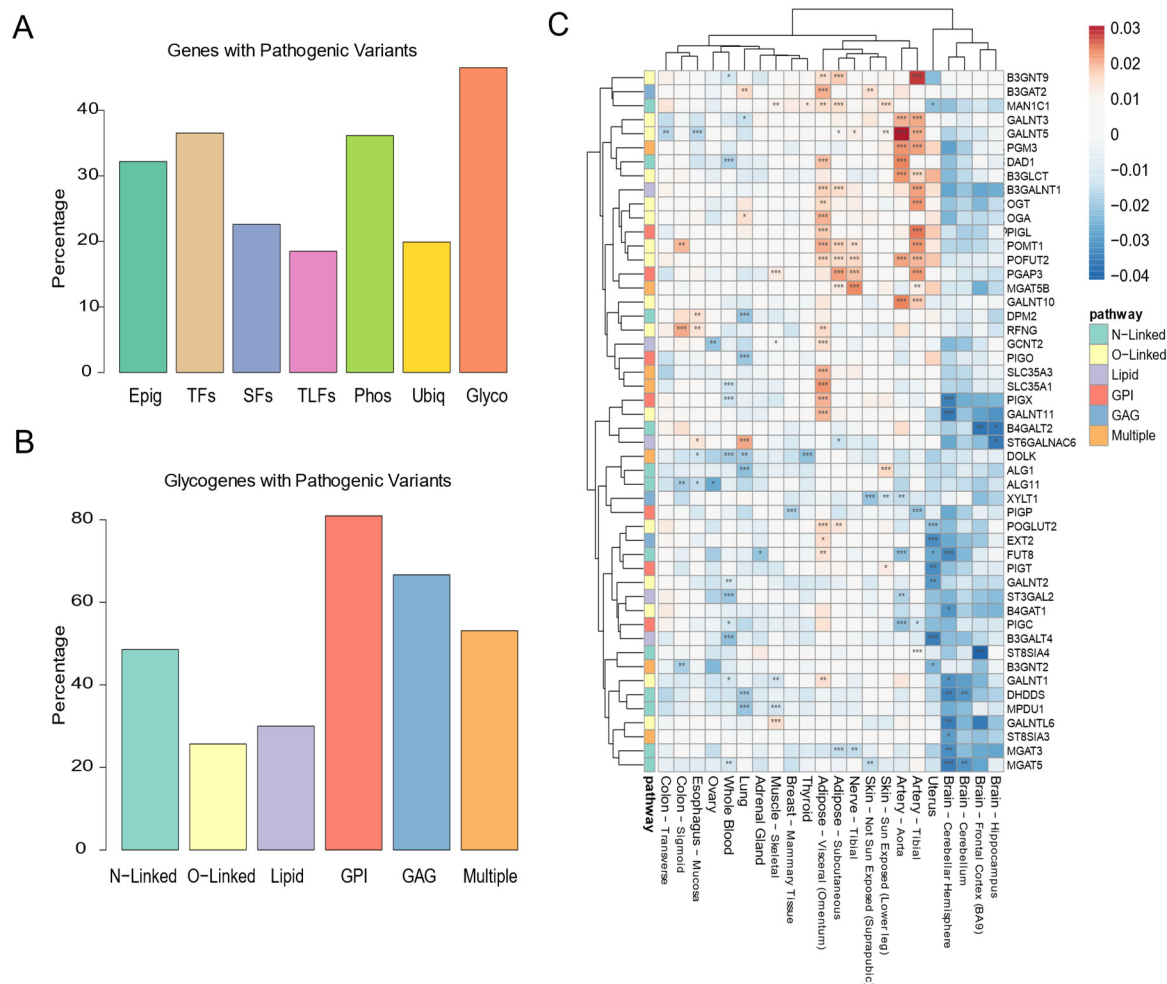 A
Genes with Pathogenic Variants
Percentage
40
30
20
10
0
Epig TFs SFs TLFs Phos Ubiq Glyco
B
Glycogenes with Pathogenic Variants
Percentage
80
60
40
20
0
N-Linked O-Linked Lipid GPI GAG Multiple
C
B3GNT9
B3GAT2
MAN1C1
GALNT3
GALNT5
PGM3
DAD1
B3GLCT
B3GALNT1
OGT
OGA
PIGL
POMT1
POFUT2
PGAP3
MGAT5B
GALNT10
DPM2
RFNG
GCNT2
PIGO
SLC35A3
SLC35A1
PIGX
GALNT11
B4GALT2
ST6GALNAC6
DOLK
ALG1
ALG11
XYLT1
PIGP
POGLUT2
EXT2
FUT8
PIGT
GALNT2
ST3GAL2
B4GAT1
PIGC
B3GALT4
ST8SIA4
B3GNT2
GALNT1
DHDDS
MPDU1
GALNTL6
ST8SIA3
MGAT3
MGAT5
pathway
Colon - Transverse
Colon - Sigmoid
Esophagus - Mucosa
Ovary
Whole Blood
Lung
Adrenal Gland
Muscle - Skeletal
Breast - Mammary Tissue
Thyroid
Adipose - Visceral (Omentum)
Adipose - Subcutaneous
Nerve - Tibial
Skin - Not Sun Exposed (Suprapubic)
Skin - Sun Exposed (Lower leg)
Artery - Aorta
Artery - Tibial
Uterus
Brain - Cerebellar Hemisphere
Brain - Cerebellum
Brain - Frontal Cortex (BA9)
Brain - Hippocampus
0.03
0.02
0.01
0
-0.01
-0.02
-0.03
-0.04
pathway
N-Linked
O-Linked
Lipid
GPI
GAG
Multiple